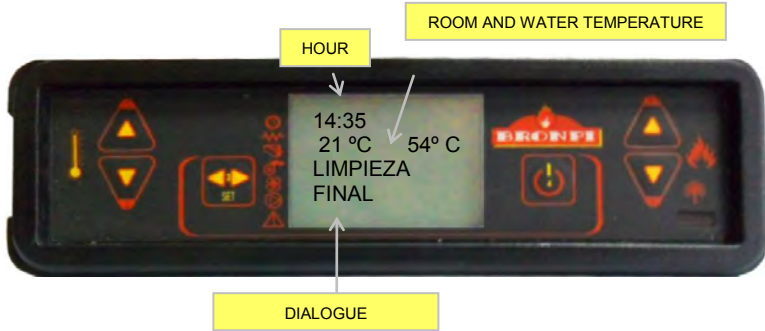 ROOM AND WATER TEMPERATURE
HOUR
14:35
21 ºC 54º C
LIMPIEZA
FINAL
BRONPI
SET
DIALOGUE